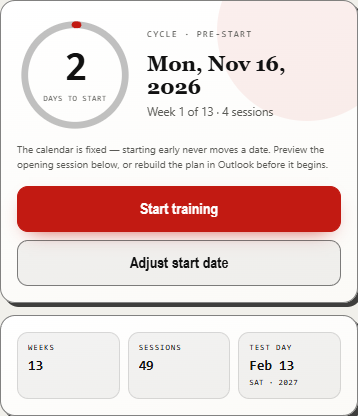 CYCLE · PRE-START
2
DAYS TO START
Mon, Nov 16,
2026
Week 1 of 13 · 4 sessions
The calendar is fixed — starting early never moves a date. Preview the
opening session below, or rebuild the plan in Outlook before it begins.
Start training
Adjust start date
WEEKS
13
SESSIONS
49
TEST DAY
Feb 13
SAT · 2027